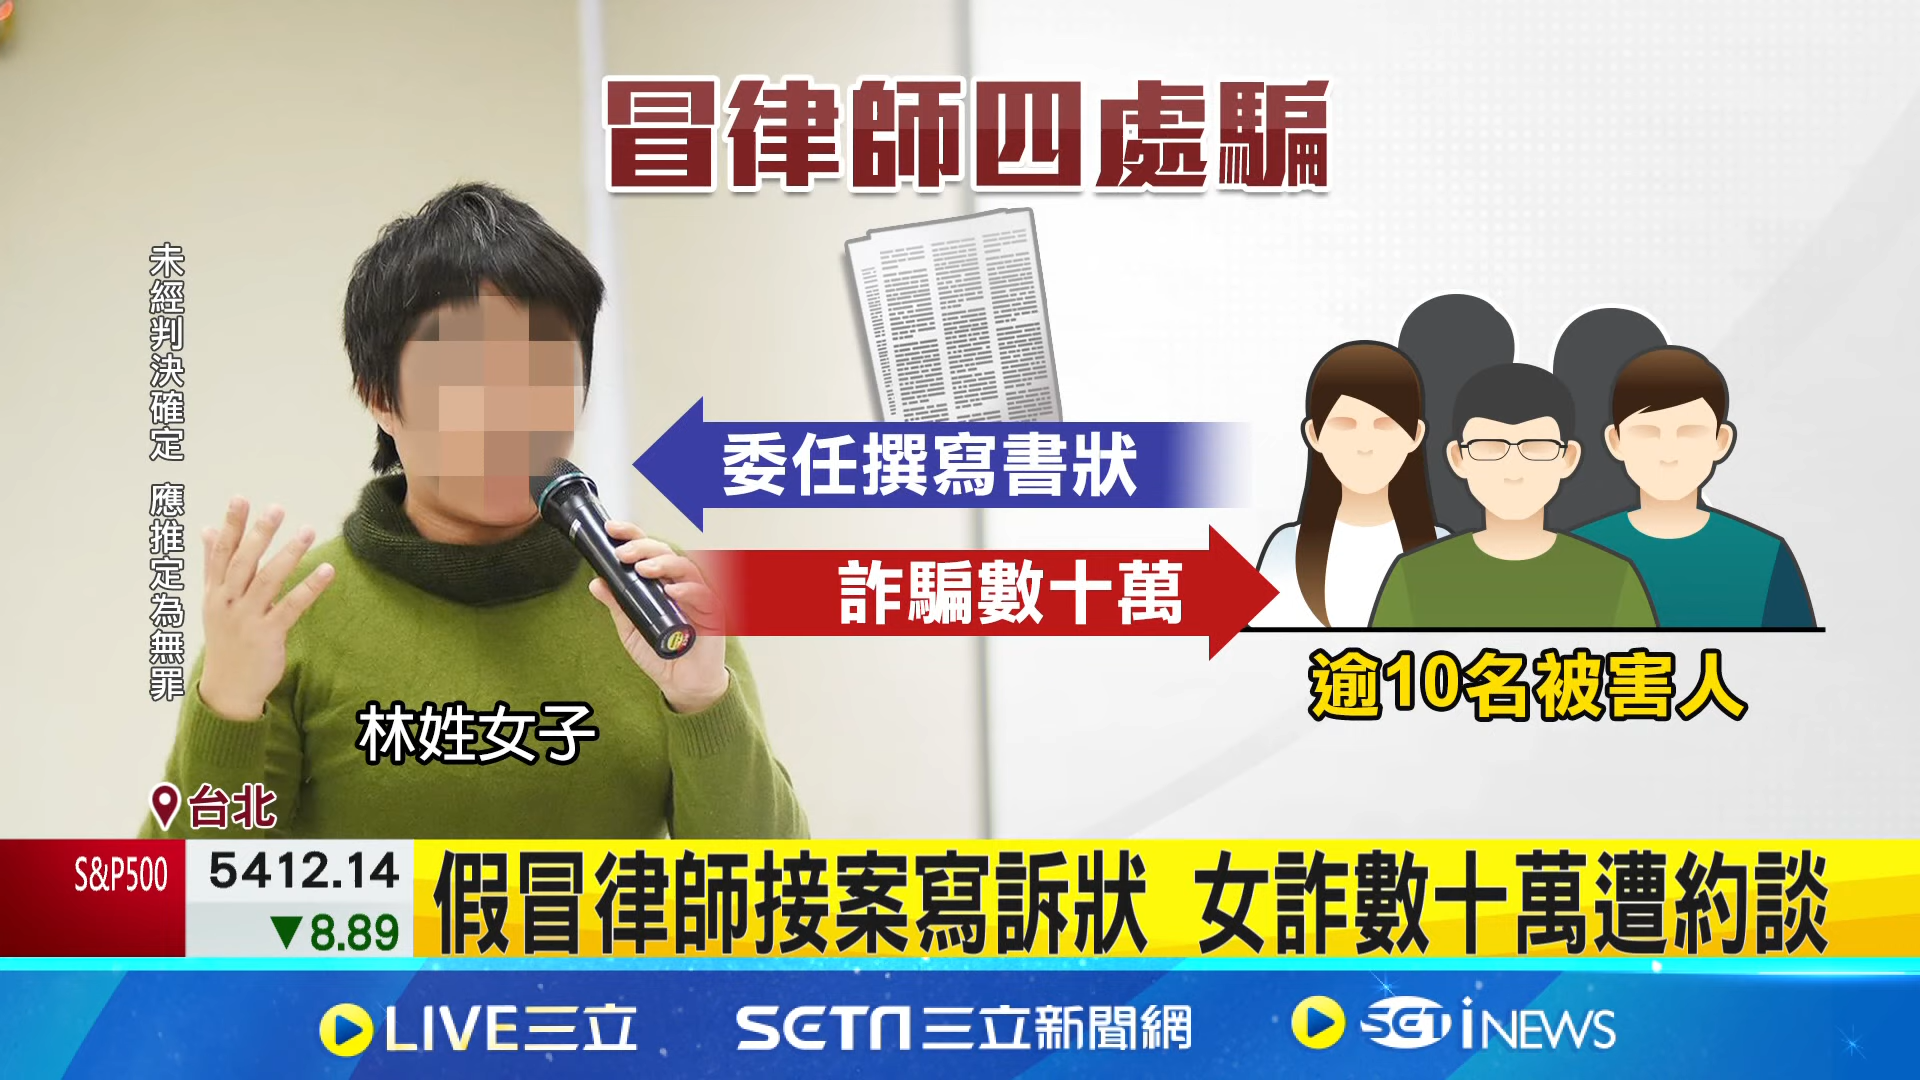 冒律師四處騙
未經判決確定 應推定為無罪
委任撰寫書狀
詐騙數十萬
逾10名被害人
林姓女子
台北
S&P500
5412.14
▼8.89
假冒律師接案寫訴狀 女詐數十萬遭約談
LIVE三立
SETN三立新聞網
SET iNEWS